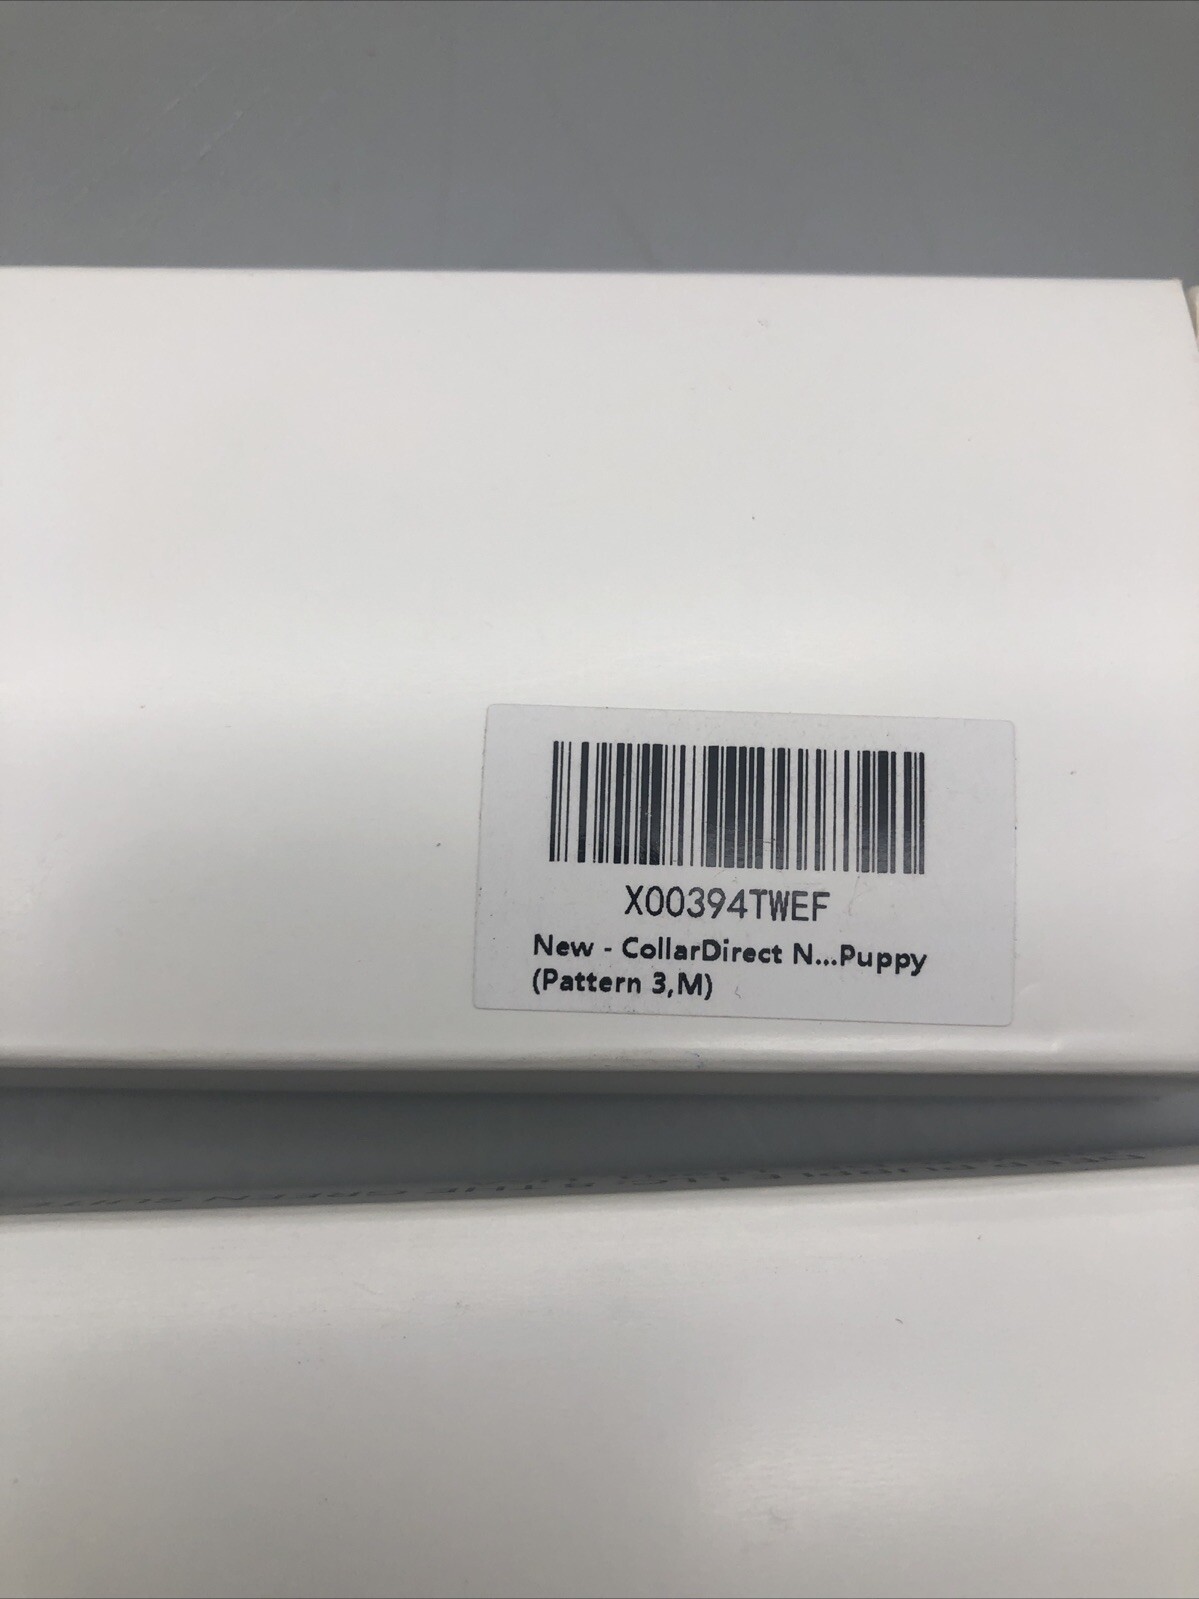 X00394TWEF
New - CollarDirect N...Puppy
(Pattern 3,M)